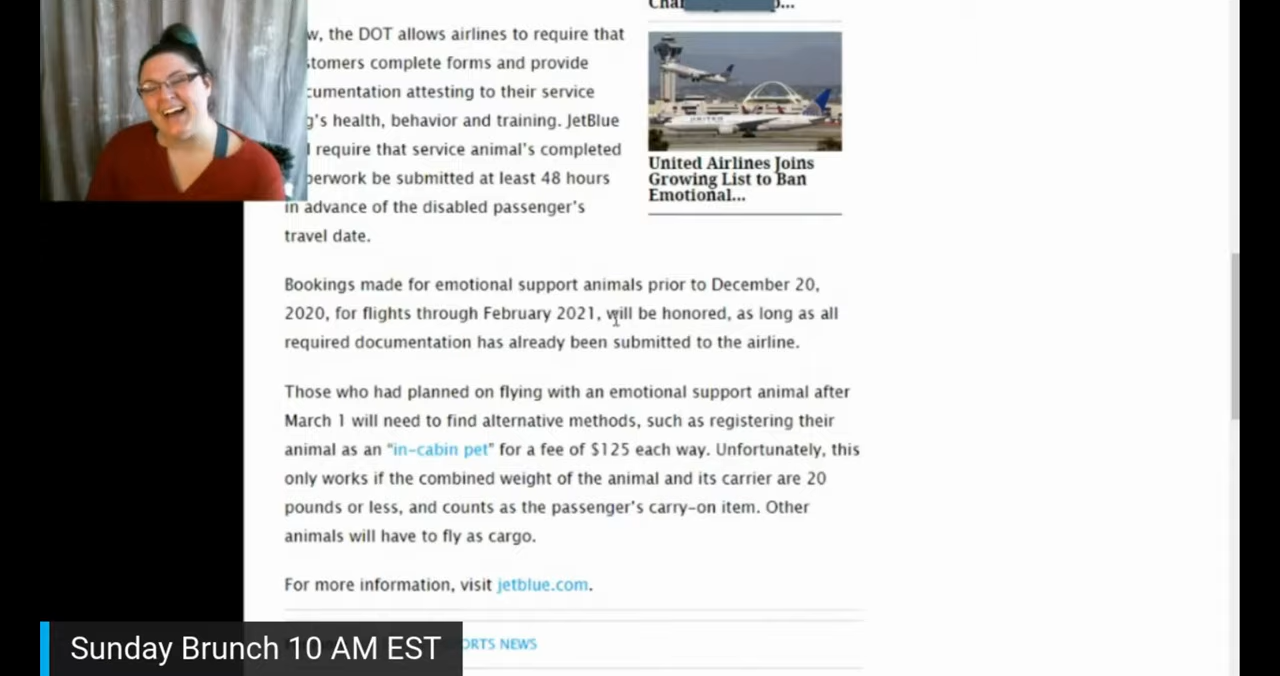 w, the DOT allows airlines to require that
tomers complete forms and provide
cumentation attesting to their service
g's health, behavior and training. JetBlue
l require that service animal's completed
perwork be submitted at least 48 hours
in advance of the disabled passenger's
travel date.
United Airlines Joins
Growing List to Ban
Emotional...
Bookings made for emotional support animals prior to December 20,
2020, for flights through February 2021, will be honored, as long as all
required documentation has already been submitted to the airline.
Those who had planned on flying with an emotional support animal after
March 1 will need to find alternative methods, such as registering their
animal as an "in-cabin pet" for a fee of $125 each way. Unfortunately, this
only works if the combined weight of the animal and its carrier are 20
pounds or less, and counts as the passenger's carry-on item. Other
animals will have to fly as cargo.
For more information, visit jetblue.com.
ORTS NEWS
Sunday Brunch 10 AM EST